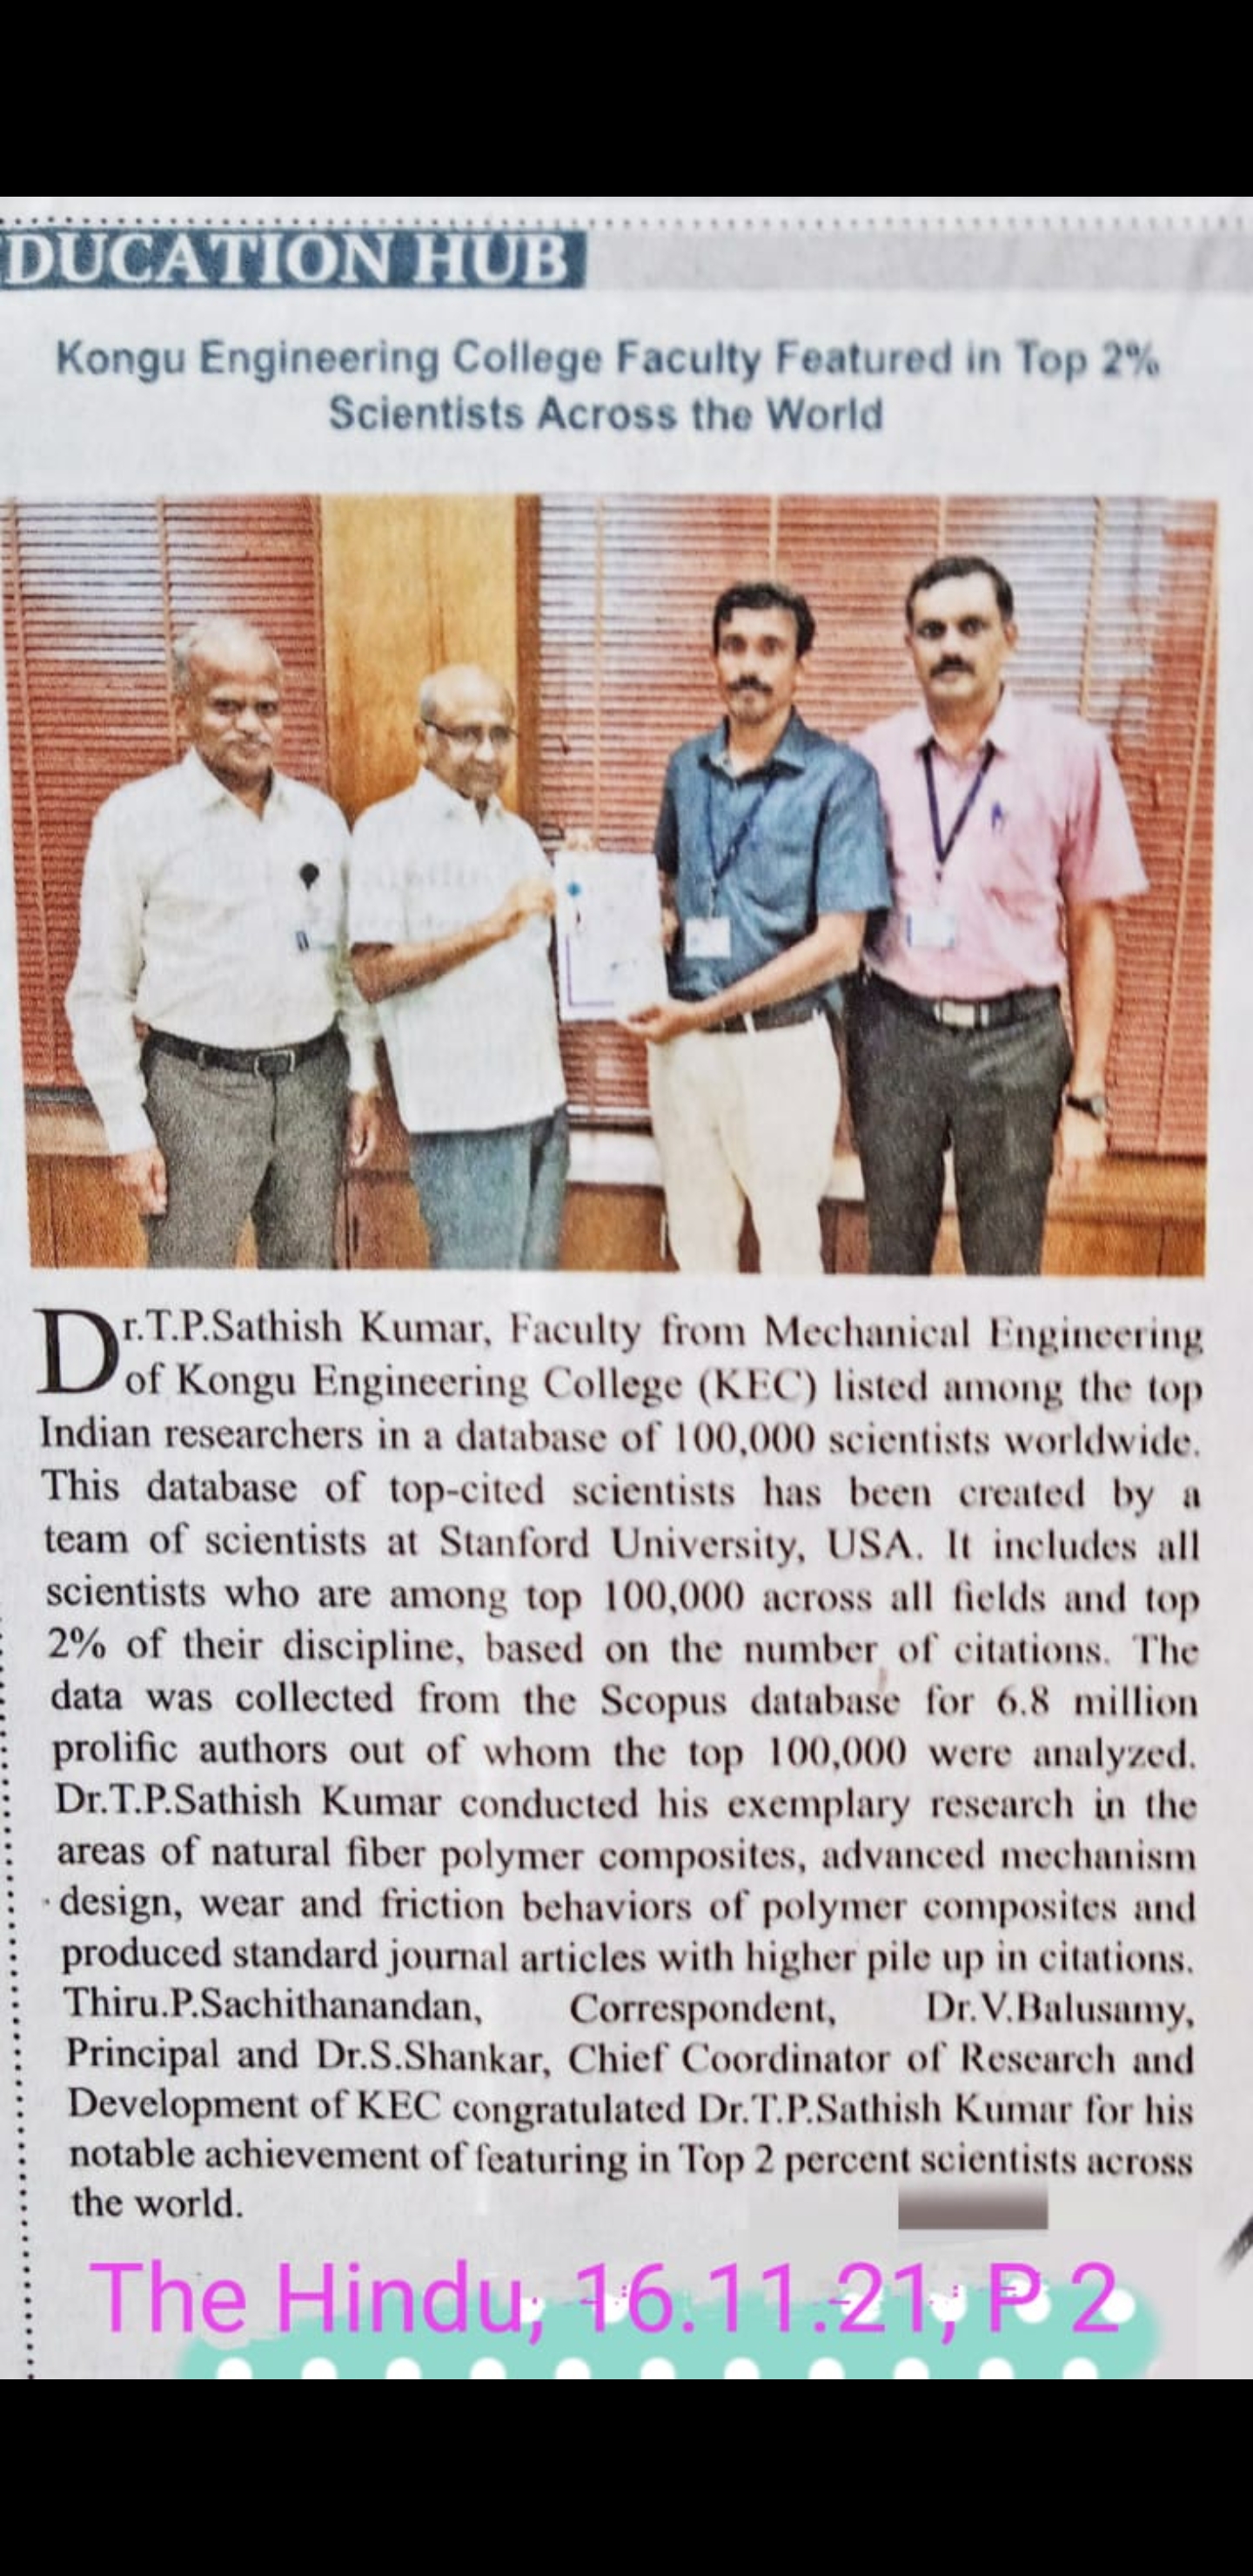 DUCATION HUB
Kongu Engineering College Faculty Featured in Top 2%
Scientists Across the World
Dr.T.P.Sathish Kumar, Faculty from Mechanical Engineering
of Kongu Engineering College (KEC) listed among the top
Indian researchers in a database of 100,000 scientists worldwide.
This database of top-cited scientists has been created by a
team of scientists at Stanford University, USA. It includes all
scientists who are among top 100,000 across all fields and top
2% of their discipline, based on the number of citations. The
data was collected from the Scopus database for 6.8 million
prolific authors out of whom the top 100,000 were analyzed.
Dr.T.P.Sathish Kumar conducted his exemplary research in the
areas of natural fiber polymer composites, advanced mechanism
design, wear and friction behaviors of polymer composites and
produced standard journal articles with higher pile up in citations.
Thiru.P.Sachithanandan, Correspondent, Dr.V.Balusamy,
Principal and Dr.S.Shankar, Chief Coordinator of Research and
Development of KEC congratulated Dr.T.P.Sathish Kumar for his
notable achievement of featuring in Top 2 percent scientists across
the world.
The Hindu, 16.11.21, P 2